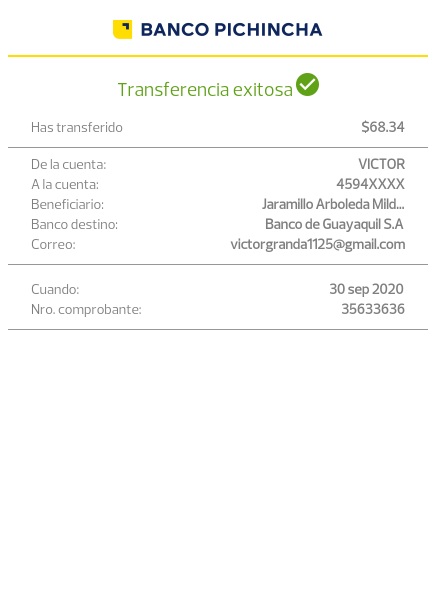 BANCO PICHINCHA
Transferencia exitosa
Has transferido $68.34
De la cuenta: VICTOR
A la cuenta: 4594XXXX
Beneficiario: Jaramillo Arboleda Mild...
Banco destino: Banco de Guayaquil S.A
Correo: victorgranda1125@gmail.com
Cuando: 30 sep 2020
Nro. comprobante: 35633636